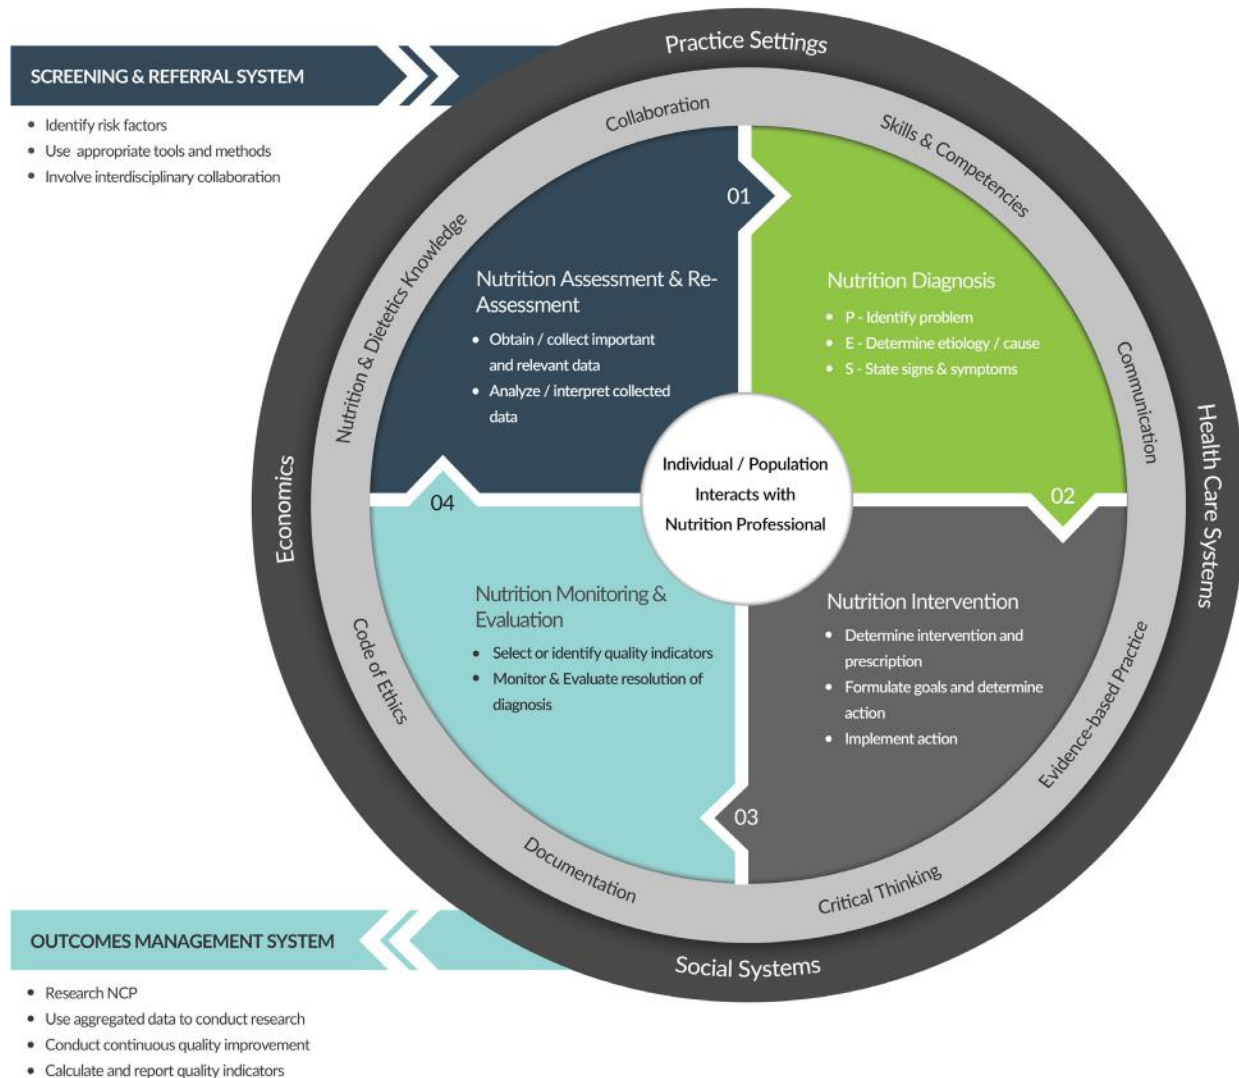 Practice Settings
SCREENING & REFERRAL SYSTEM
• Identify risk factors
• Use appropriate tools and methods
• Involve interdisciplinary collaboration
Collaboration
Skills & Competencies
Nutrition & Dietetics Knowledge
Communication
Economics
Health Care Systems
01
Nutrition Assessment & Re-
Assessment
• Obtain / collect important
and relevant data
• Analyze / interpret collected
data
Nutrition Diagnosis
• P - Identify problem
• E - Determine etiology / cause
• S - State signs & symptoms
Individual / Population
Interacts with
Nutrition Professional
02
04
Nutrition Monitoring &
Evaluation
• Select or identify quality indicators
• Monitor & Evaluate resolution of
diagnosis
Nutrition Intervention
• Determine intervention and
prescription
• Formulate goals and determine
action
• Implement action
03
Code of Ethics
Evidence-based Practice
Documentation
Critical Thinking
Social Systems
OUTCOMES MANAGEMENT SYSTEM
• Research NCP
• Use aggregated data to conduct research
• Conduct continuous quality improvement
• Calculate and report quality indicators